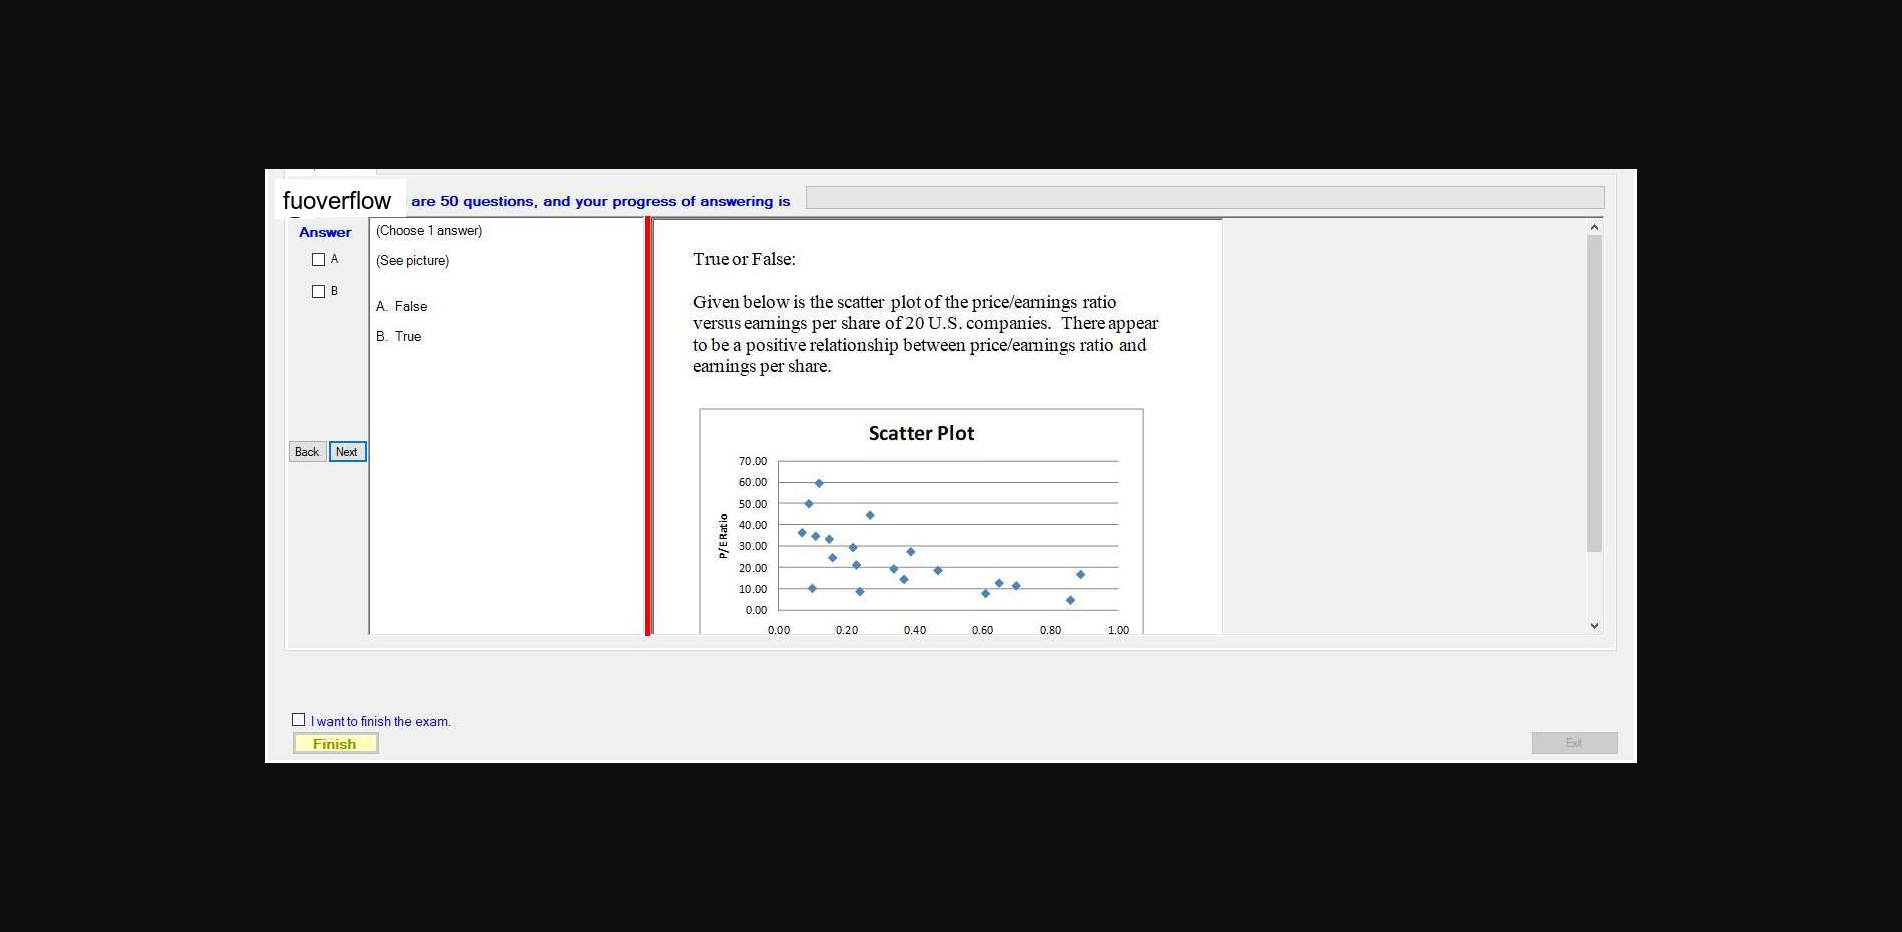 fuoverflow are 50 questions, and your progress of answering is
Answer
A
B
Back Next
(Choose 1 answer)
(See picture)
A. False
B. True
True or False:
Given below is the scatter plot of the price/earnings ratio
versus earnings per share of 20 U.S. companies. There appear
to be a positive relationship between price/earnings ratio and
earnings per share.
Scatter Plot
P/E Ratio
70.00
60.00
50.00
40.00
30.00
20.00
10.00
0.00
0.00 0.20 0.40 0.60 0.80 1.00
I want to finish the exam.
Finish
Exit